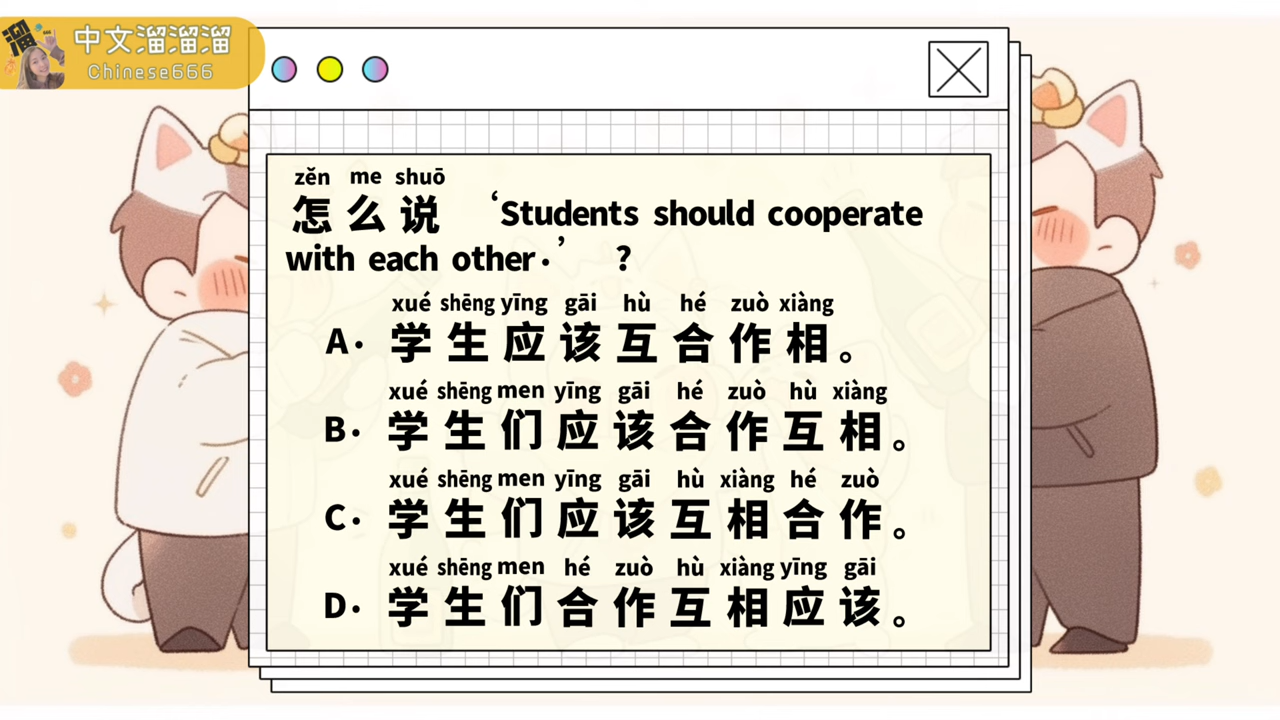 溜
中文溜溜溜
Chinese666
zěn me shuō
怎么说 ‘Students should cooperate
with each other.’ ?
xué shēng yīng gāi hù hé zuò xiàng
A. 学生应该互合作相。
xué shēng men yīng gāi hé zuò hù xiàng
B. 学生们应该合作互相。
xué shēng men yīng gāi hù xiàng hé zuò
C. 学生们应该互相合作。
xué shēng men hé zuò hù xiàng yīng gāi
D. 学生们合作互相应该。